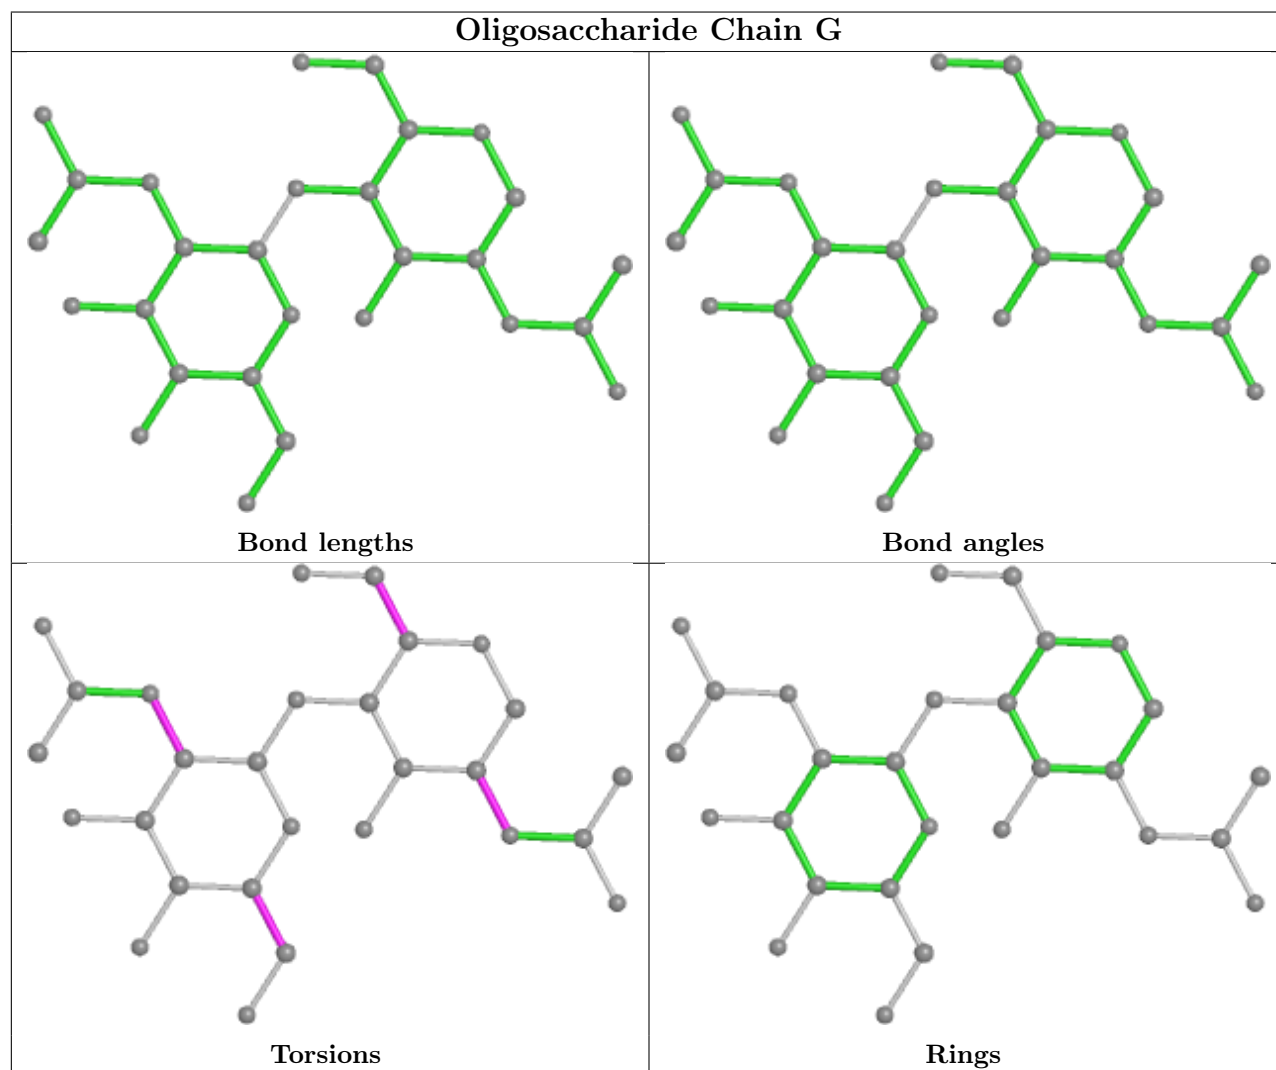 Oligosaccharide Chain G
Bond lengths
Bond angles
Torsions
Rings